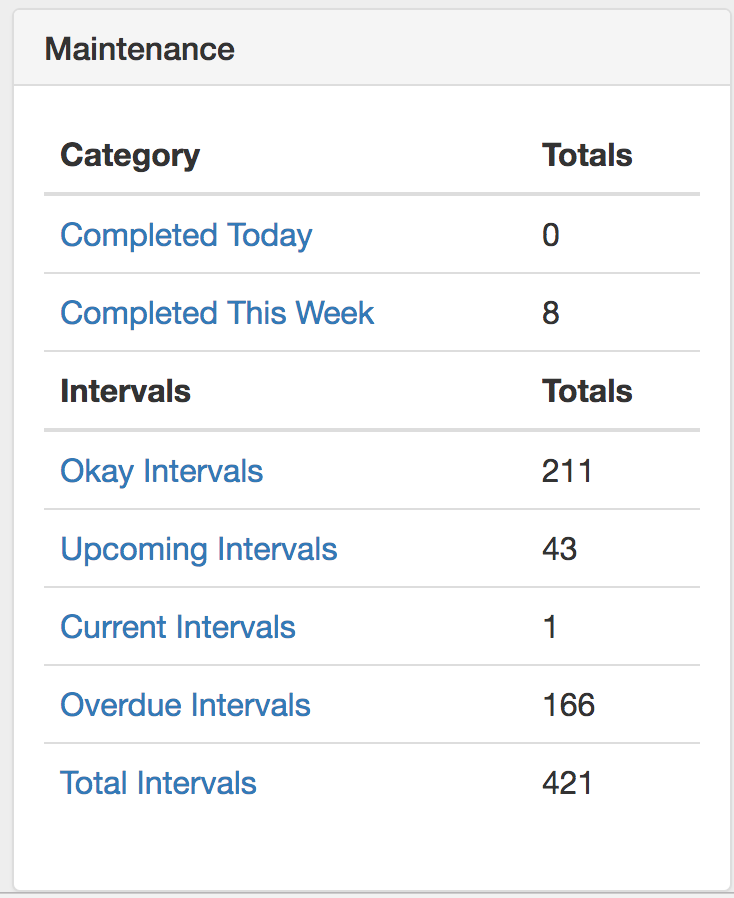 Maintenance
Category Totals
Completed Today 0
Completed This Week 8
Intervals Totals
Okay Intervals 211
Upcoming Intervals 43
Current Intervals 1
Overdue Intervals 166
Total Intervals 421